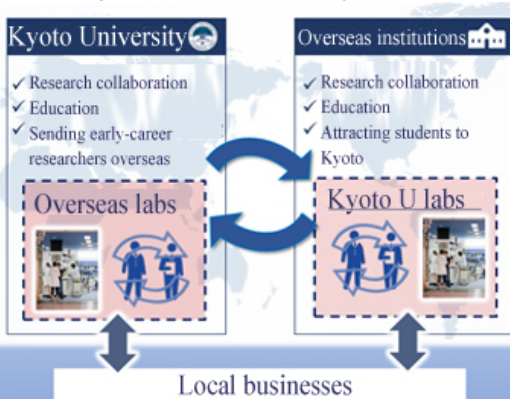 Kyoto University
✓ Research collaboration
✓ Education
✓ Sending early-career
researchers overseas
Overseas labs
Overseas institutions
✓ Research collaboration
✓ Education
✓ Attracting students to
Kyoto
Kyoto U labs
Local businesses